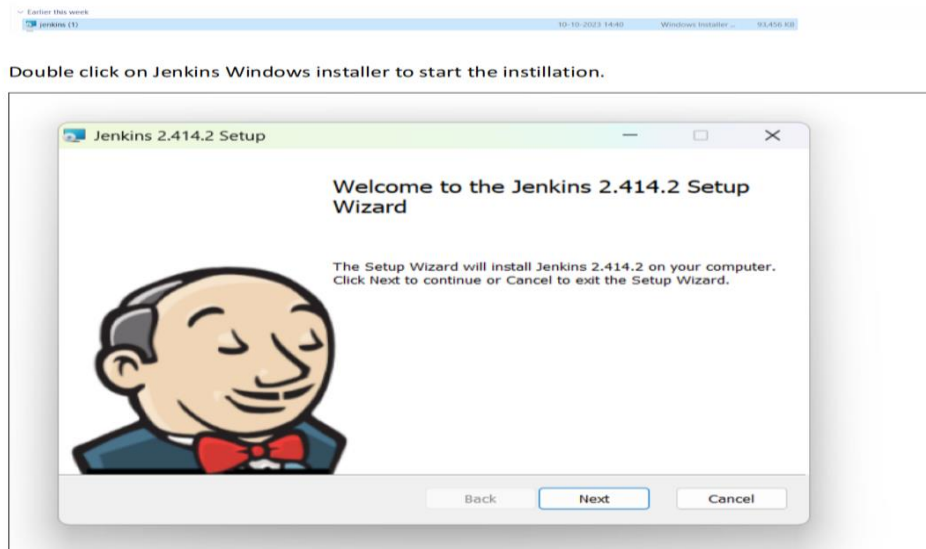 Earlier this week
jenkins (1) 10-10-2023 14:40 Windows Installer ... 93,456 KB
Double click on Jenkins Windows installer to start the instillation.
Jenkins 2.414.2 Setup
Welcome to the Jenkins 2.414.2 Setup
Wizard
The Setup Wizard will install Jenkins 2.414.2 on your computer.
Click Next to continue or Cancel to exit the Setup Wizard.
Back Next Cancel